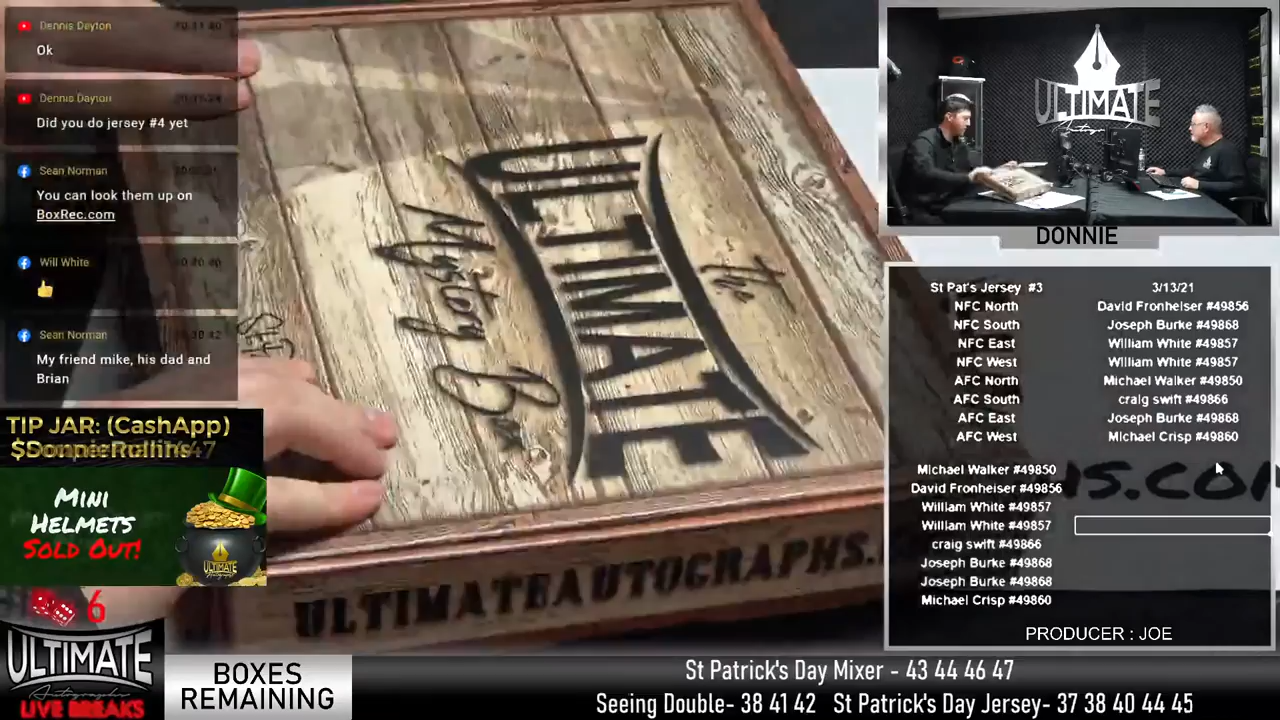 Dennis Dayton
Ok
Dennis Dayton
Did you do jersey #4 yet
Sean Norman
You can look them up on
BoxRec.com
Will White
Sean Norman
My friend mike, his dad and
Brian
TIP JAR: (CashApp)
MINI
HELMETS
SOLD OUT!
ULTIMATE
6
ULTIMATE
Autographs
LIVE BREAKS
BOXES
REMAINING
The
ULTIMATE
Mystery Box
ULTIMATEAUTOGRAPHS.
ULTIMATE
DONNIE
St Pat's Jersey #3 3/13/21
NFC North David Fronheiser #49856
NFC South Joseph Burke #49868
NFC East William White #49857
NFC West William White #49857
AFC North Michael Walker #49850
AFC South craig swift #49866
AFC East Joseph Burke #49868
AFC West Michael Crisp #49860
Michael Walker #49850
David Fronheiser #49856
William White #49857
William White #49857
craig swift #49866
Joseph Burke #49868
Joseph Burke #49868
Michael Crisp #49860
PRODUCER : JOE
St Patrick's Day Mixer - 43 44 46 47
Seeing Double- 38 41 42 St Patrick's Day Jersey- 37 38 40 44 45